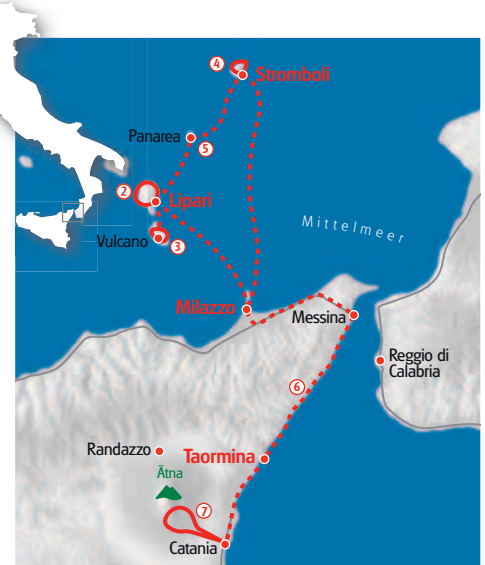 4
Stromboli
Panarea
5
2
Lipari
Mittelmeer
Vulcano
3
Milazzo
Messina
Reggio di
Calabria
6
Randazzo
Taormina
Ätna
7
Catania